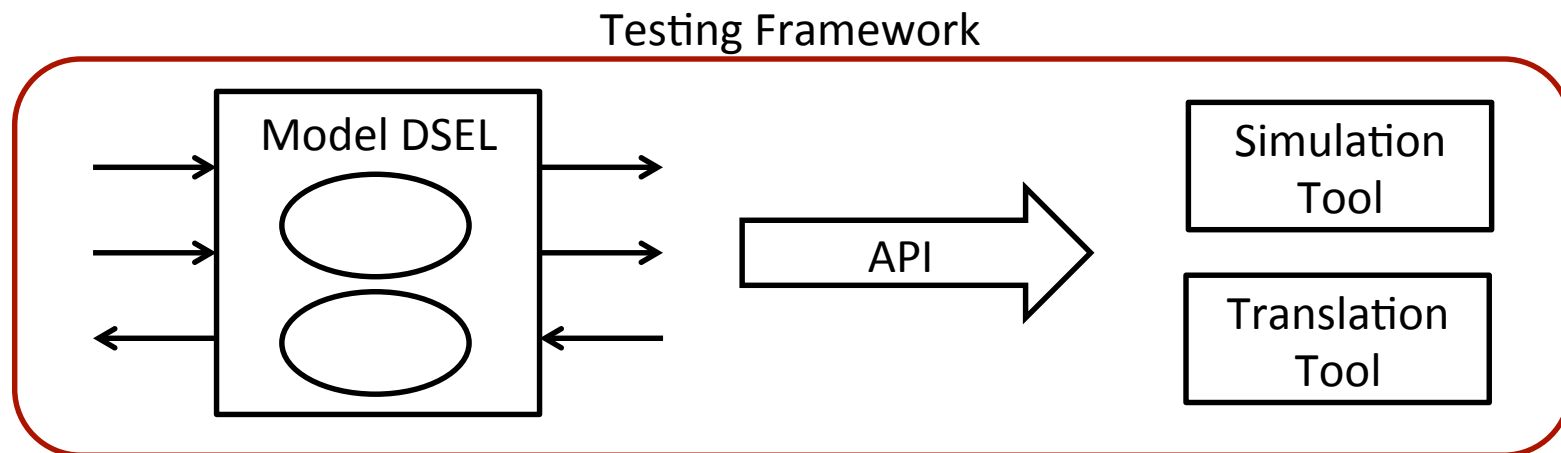 Testing Framework
Model DSEL
API
Simulation
Tool
Translation
Tool